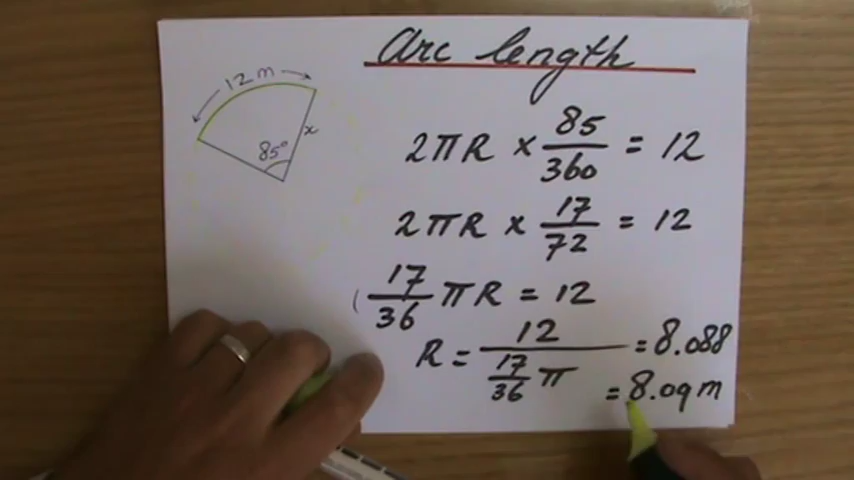 Arc length
12 m
x
85°
2πR × 85/360 = 12
2πR × 17/72 = 12
17/36 πR = 12
R = 12 / (17/36 π) = 8.088
= 8.09 m